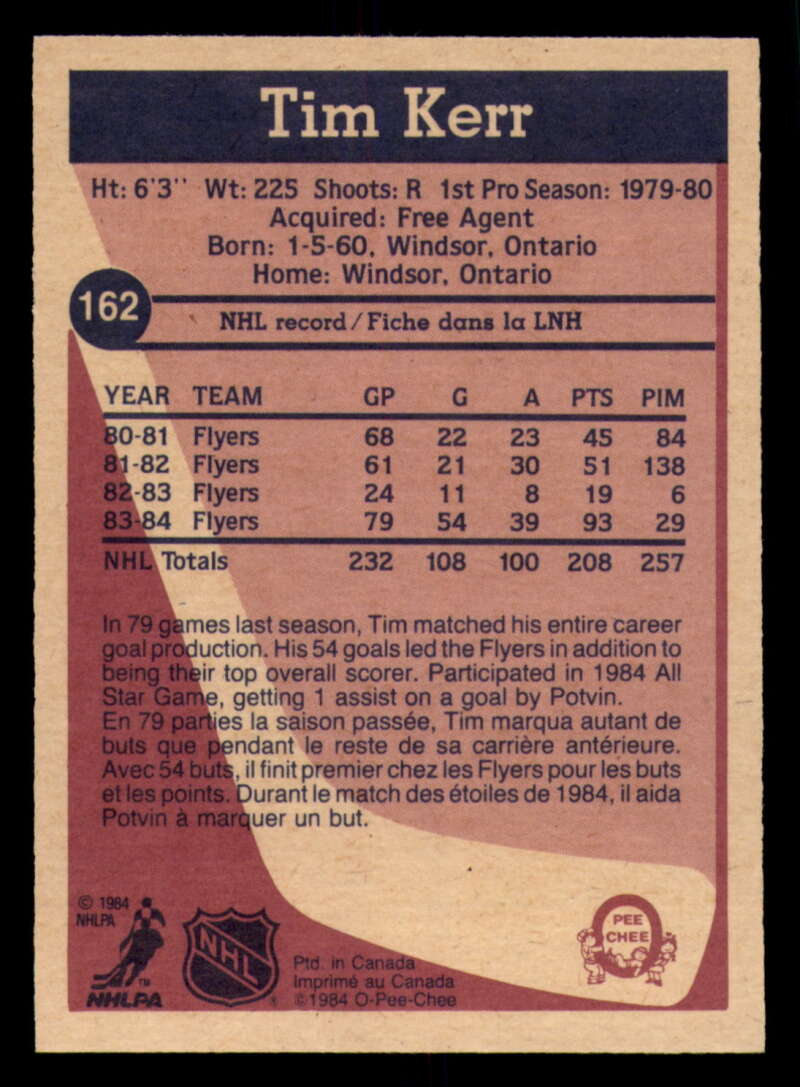 Tim Kerr
Ht: 6'3" Wt: 225 Shoots: R 1st Pro Season: 1979-80
Acquired: Free Agent
Born: 1-5-60, Windsor, Ontario
Home: Windsor, Ontario
162
NHL record/Fiche dans la LNH
YEAR TEAM GP G A PTS PIM
80-81 Flyers 68 22 23 45 84
81-82 Flyers 61 21 30 51 138
82-83 Flyers 24 11 8 19 6
83-84 Flyers 79 54 39 93 29
NHL Totals 232 108 100 208 257
In 79 games last season, Tim matched his entire career
goal production. His 54 goals led the Flyers in addition to
being their top overall scorer. Participated in 1984 All
Star Game, getting 1 assist on a goal by Potvin.
En 79 parties la saison passée, Tim marqua autant de
buts que pendant le reste de sa carrière antérieure.
Avec 54 buts, il finit premier chez les Flyers pour les buts
et les points. Durant le match des étoiles de 1984, il aida
Potvin à marquer un but.
© 1984
NHLPA
TM
NHLPA
NHL
®
Ptd. in Canada
Imprimé au Canada
©1984 O-Pee-Chee
O
PEE
CHEE